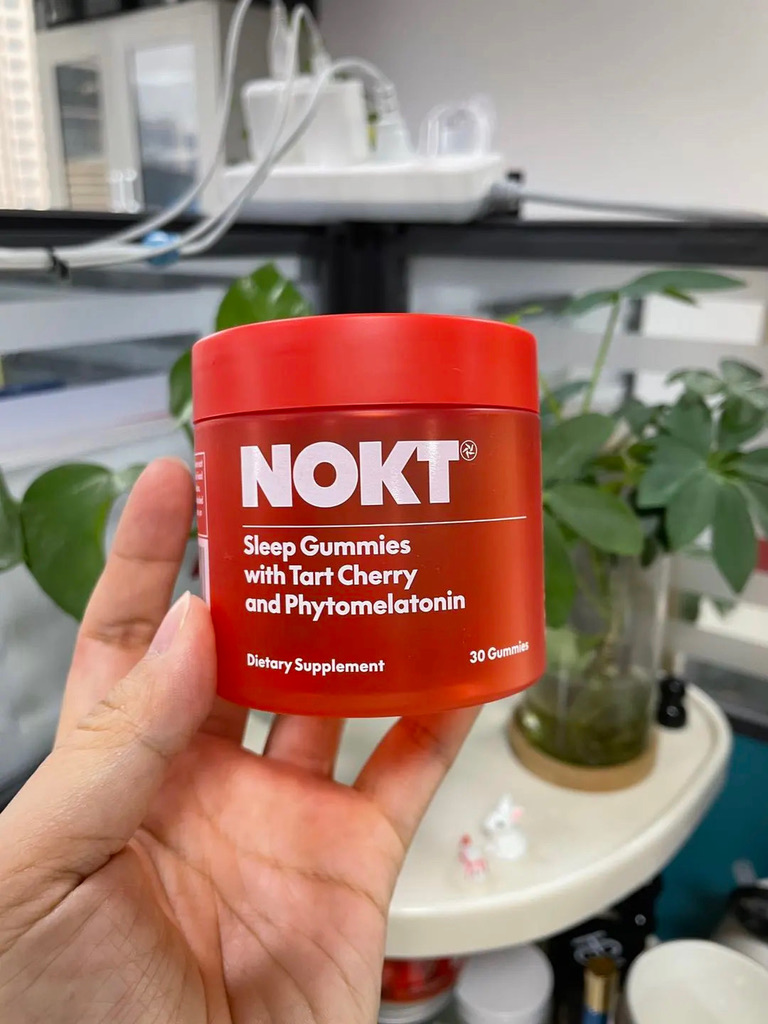 NOKT
Sleep Gummies
with Tart Cherry
and Phytomelatonin
Dietary Supplement
30 Gummies